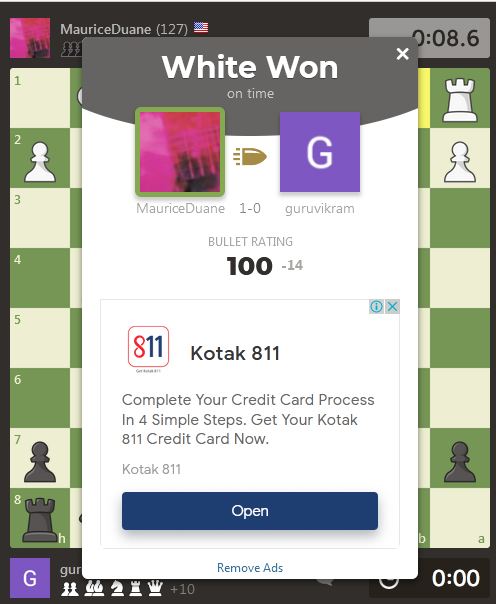 MauriceDuane (127)
0:08.6
White Won
on time
G
MauriceDuane
1-0
guruvikram
BULLET RATING
100 -14
811
Get Kotak811
Kotak 811
Complete Your Credit Card Process
In 4 Simple Steps. Get Your Kotak
811 Credit Card Now.
Kotak 811
Open
Remove Ads
1
2
3
4
5
6
7
8
h
b
a
G
gur
+10
0:00